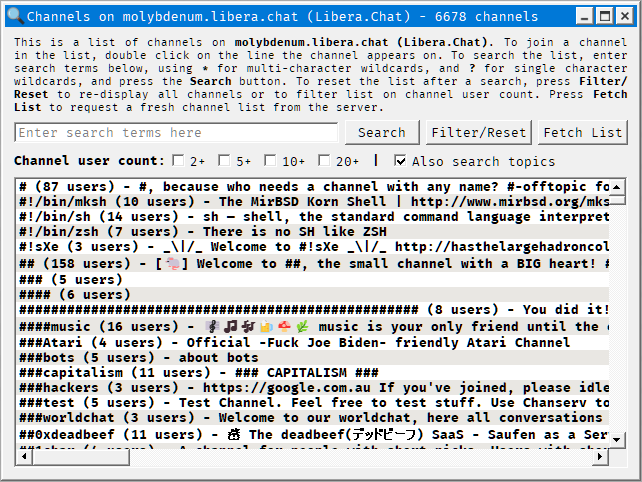 Channels on molybdenum.libera.chat (Libera.Chat) - 6678 channels
This is a list of channels on molybdenum.libera.chat (Libera.Chat). To join a channel
in the list, double click on the line the channel appears on. To search the list, enter
search terms below, using * for multi-character wildcards, and ? for single character
wildcards, and press the Search button. To reset the list after a search, press Filter/
Reset to re-display all channels or to filter list on channel user count. Press Fetch
List to request a fresh channel list from the server.
Enter search terms here Search Filter/Reset Fetch List
Channel user count: 2+ 5+ 10+ 20+ | Also search topics
# (87 users) - #, because who needs a channel with any name? #-offtopic fo
#!/bin/mksh (10 users) - The MirBSD Korn Shell | http://www.mirbsd.org/mks
#!/bin/sh (14 users) - sh — shell, the standard command language interpret
#!/bin/zsh (7 users) - There is no SH like ZSH
#!sXe (3 users) - _\|/_ Welcome to #!sXe _\|/_ http://hasthelargehadroncol
## (158 users) - [🐘] Welcome to ##, the small channel with a BIG heart! #
### (5 users)
#### (6 users)
################################################## (8 users) - You did it!
####music (16 users) - 🎼🎵🎶🍺🍄🌿 music is your only friend until the e
###Atari (4 users) - Official -Fuck Joe Biden- friendly Atari Channel
###bots (5 users) - about bots
###capitalism (11 users) - ### CAPITALISM ###
###hackers (3 users) - https://google.com.au If you've joined, please idle
###test (5 users) - Test Channel. Feel free to test stuff. Use Chanserv to
###worldchat (3 users) - Welcome to our worldchat, here all conversations
##0xdeadbeef (11 users) - ☃ The deadbeef(デッドビーフ) SaaS - Saufen as a Ser